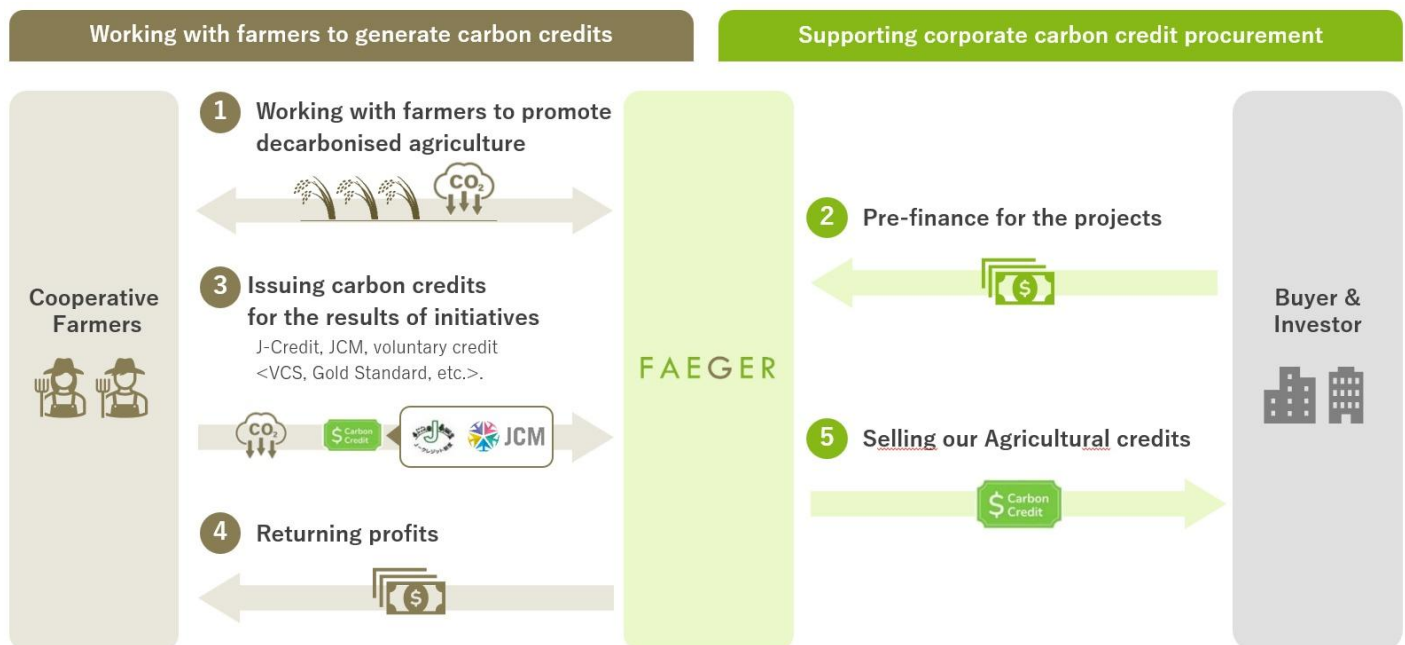 Working with farmers to generate carbon credits
Supporting corporate carbon credit procurement
1
Working with farmers to promote
decarbonised agriculture
CO₂
2
Pre-finance for the projects
$
3
Issuing carbon credits
for the results of initiatives
J-Credit, JCM, voluntary credit
<VCS, Gold Standard, etc.>.
CO₂
$ Carbon
Credit
J
JCM
Cooperative
Farmers
FAEGER
Buyer &
Investor
4
Returning profits
$
5
Selling our Agricultural credits
$ Carbon
Credit